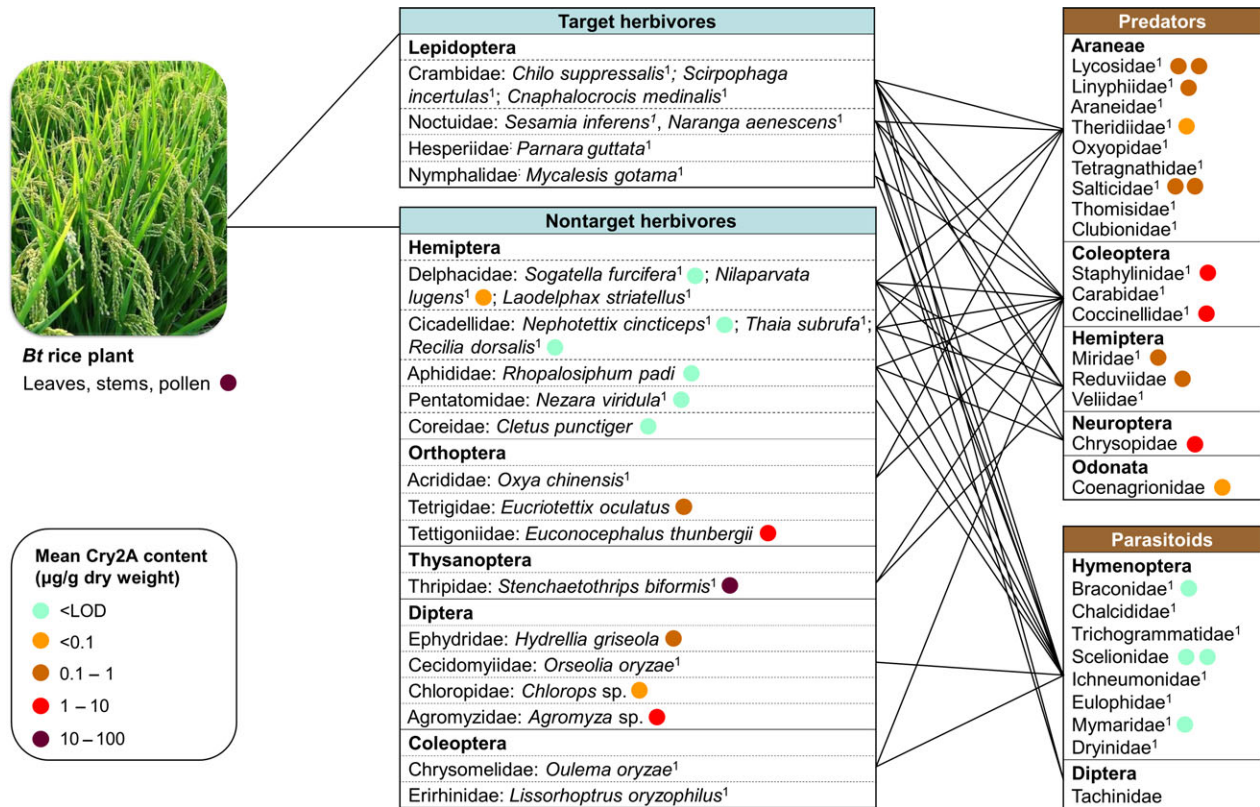 Target herbivores
Lepidoptera
Crambidae: Chilo suppressalis¹; Scirpophaga
incertulas¹; Cnaphalocrocis medinalis¹
Noctuidae: Sesamia inferens¹, Naranga aenescens¹
Hesperiidae: Parnara guttata¹
Nymphalidae: Mycalesis gotama¹
Nontarget herbivores
Hemiptera
Delphacidae: Sogatella furcifera¹; Nilaparvata
lugens¹; Laodelphax striatellus¹
Cicadellidae: Nephotettix cincticeps¹; Thaia subrufa¹;
Recilia dorsalis¹
Aphididae: Rhopalosiphum padi
Pentatomidae: Nezara viridula¹
Coreidae: Cletus punctiger
Orthoptera
Acrididae: Oxya chinensis¹
Tetrigidae: Eucriotettix oculatus
Tettigoniidae: Euconocephalus thunbergii
Thysanoptera
Thripidae: Stenchaetothrips biformis¹
Diptera
Ephydridae: Hydrellia griseola
Cecidomyiidae: Orseolia oryzae¹
Chloropidae: Chlorops sp.
Agromyzidae: Agromyza sp.
Coleoptera
Chrysomelidae: Oulema oryzae¹
Erirhinidae: Lissorhoptrus oryzophilus¹
Predators
Araneae
Lycosidae¹
Linyphiidae¹
Araneidae¹
Theridiidae¹
Oxyopidae¹
Tetragnathidae¹
Salticidae¹
Thomisidae¹
Clubionidae¹
Coleoptera
Staphylinidae¹
Carabidae¹
Coccinellidae¹
Hemiptera
Miridae¹
Reduviidae
Veliidae¹
Neuroptera
Chrysopidae
Odonata
Coenagrionidae
Parasitoids
Hymenoptera
Braconidae¹
Chalcididae¹
Trichogrammatidae¹
Scelionidae
Ichneumonidae¹
Eulophidae¹
Mymaridae¹
Dryinidae¹
Diptera
Tachinidae
Bt rice plant
Leaves, stems, pollen
Mean Cry2A content
(µg/g dry weight)
<LOD
<0.1
0.1 – 1
1 – 10
10 – 100